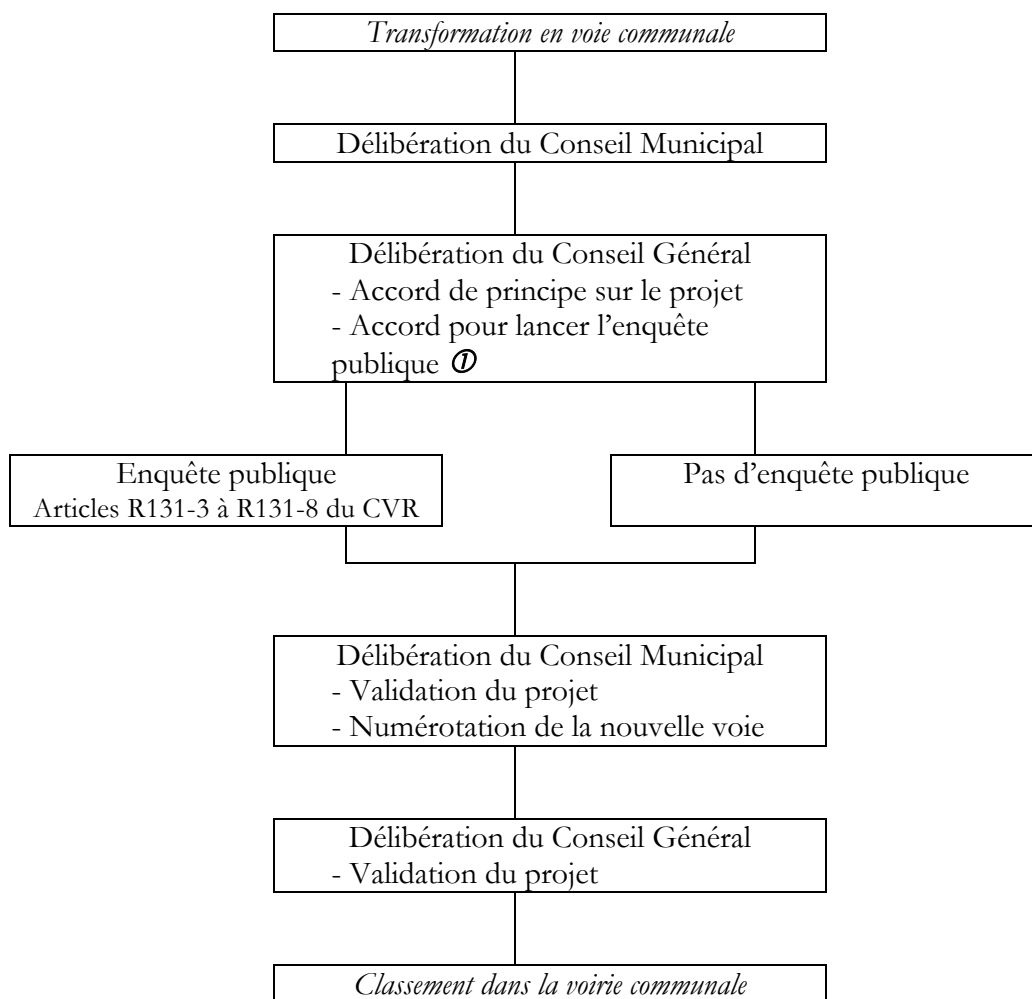 Transformation en voie communale
Délibération du Conseil Municipal
Délibération du Conseil Général
- Accord de principe sur le projet
- Accord pour lancer l’enquête
publique ①
Enquête publique
Articles R131-3 à R131-8 du CVR
Pas d'enquête publique
Délibération du Conseil Municipal
- Validation du projet
- Numérotation de la nouvelle voie
Délibération du Conseil Général
- Validation du projet
Classement dans la voirie communale